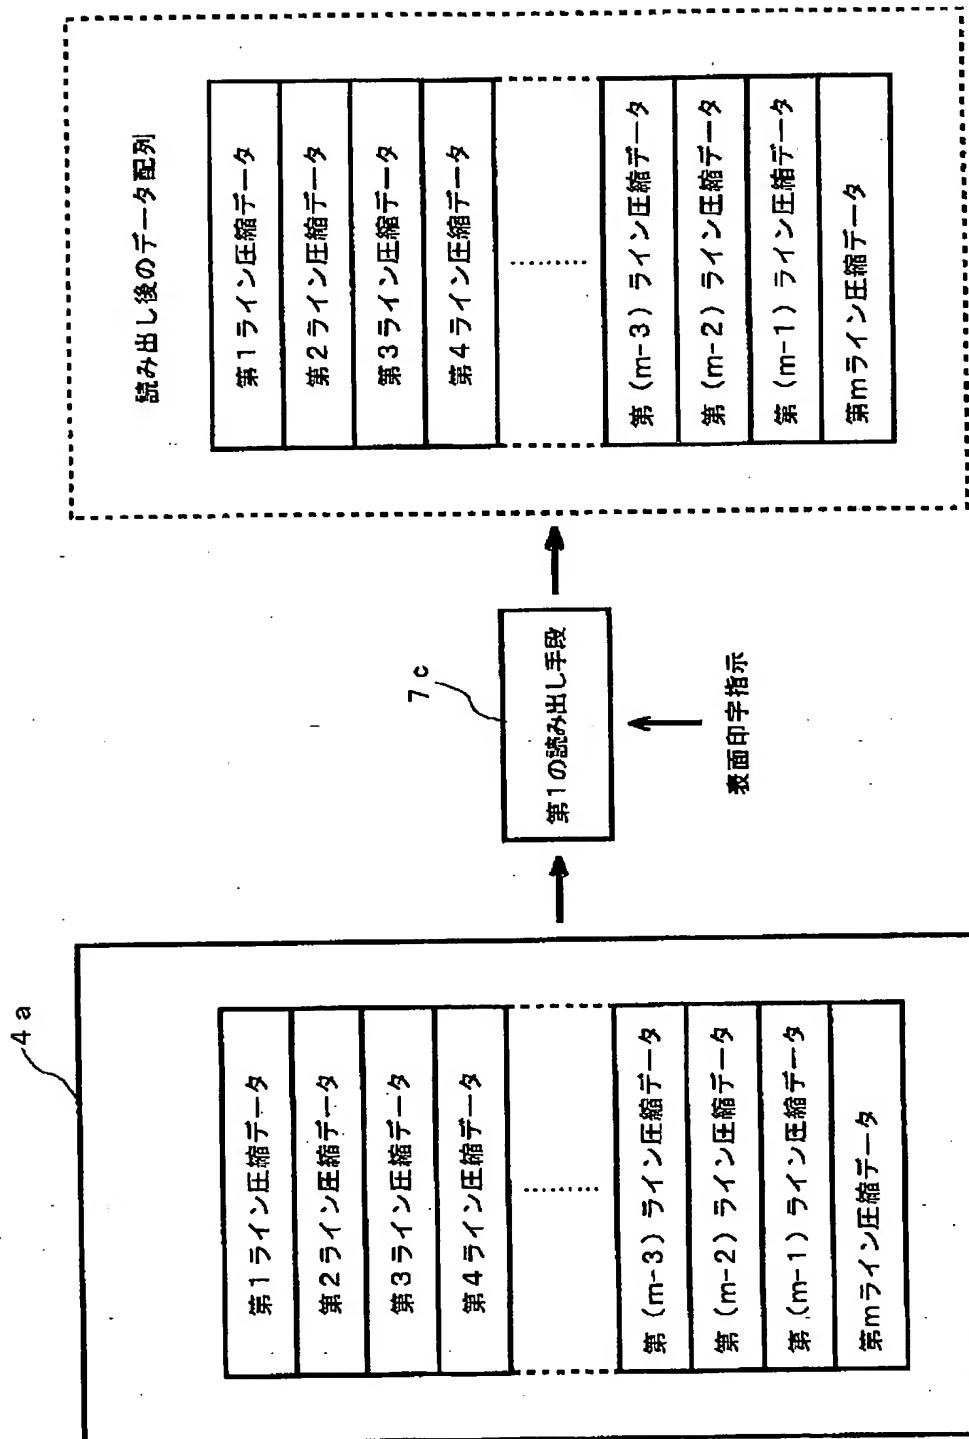 4a
第1ライン圧縮データ
第2ライン圧縮データ
第3ライン圧縮データ
第4ライン圧縮データ
………
第(m-3)ライン圧縮データ
第(m-2)ライン圧縮データ
第(m-1)ライン圧縮データ
第mライン圧縮データ
7c
第1の読み出し手段
表面印字指示
読み出し後のデータ配列
第1ライン圧縮データ
第2ライン圧縮データ
第3ライン圧縮データ
第4ライン圧縮データ
………
第(m-3)ライン圧縮データ
第(m-2)ライン圧縮データ
第(m-1)ライン圧縮データ
第mライン圧縮データ